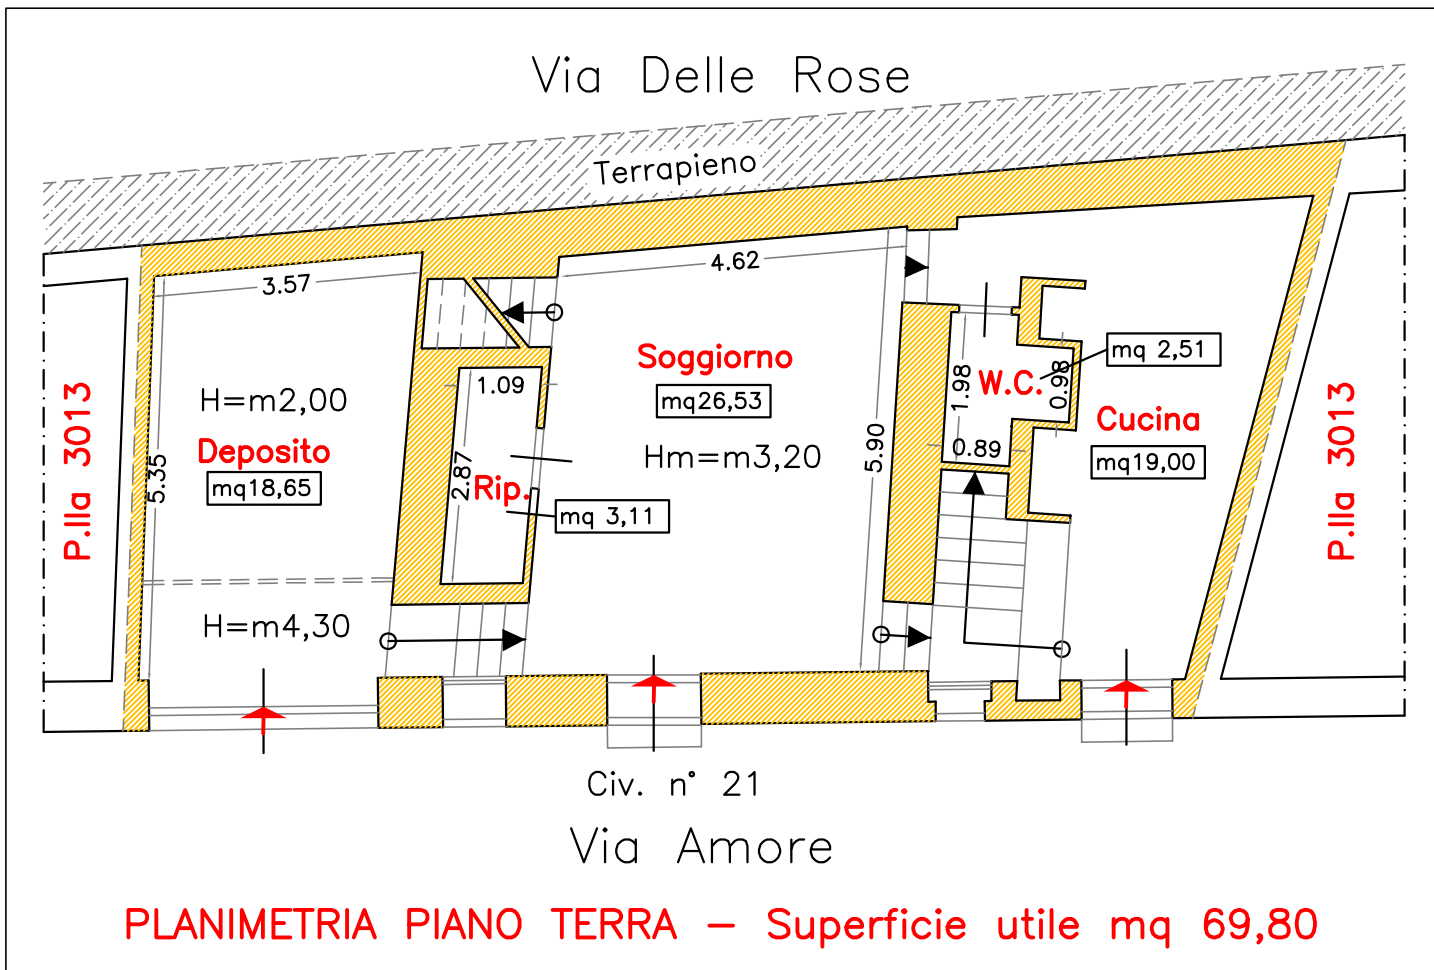 Via Delle Rose
Terrapieno
3.57
4.62
1.09
Soggiorno
mq26,53
Hm=m3,20
H=m2,00
Deposito
mq18,65
5.35
2.87
Rip.
mq 3,11
5.90
1.98
W.C.
0.98
mq 2,51
0.89
Cucina
mq19,00
P.lla 3013
P.lla 3013
H=m4,30
Civ. n° 21
Via Amore
PLANIMETRIA PIANO TERRA – Superficie utile mq 69,80